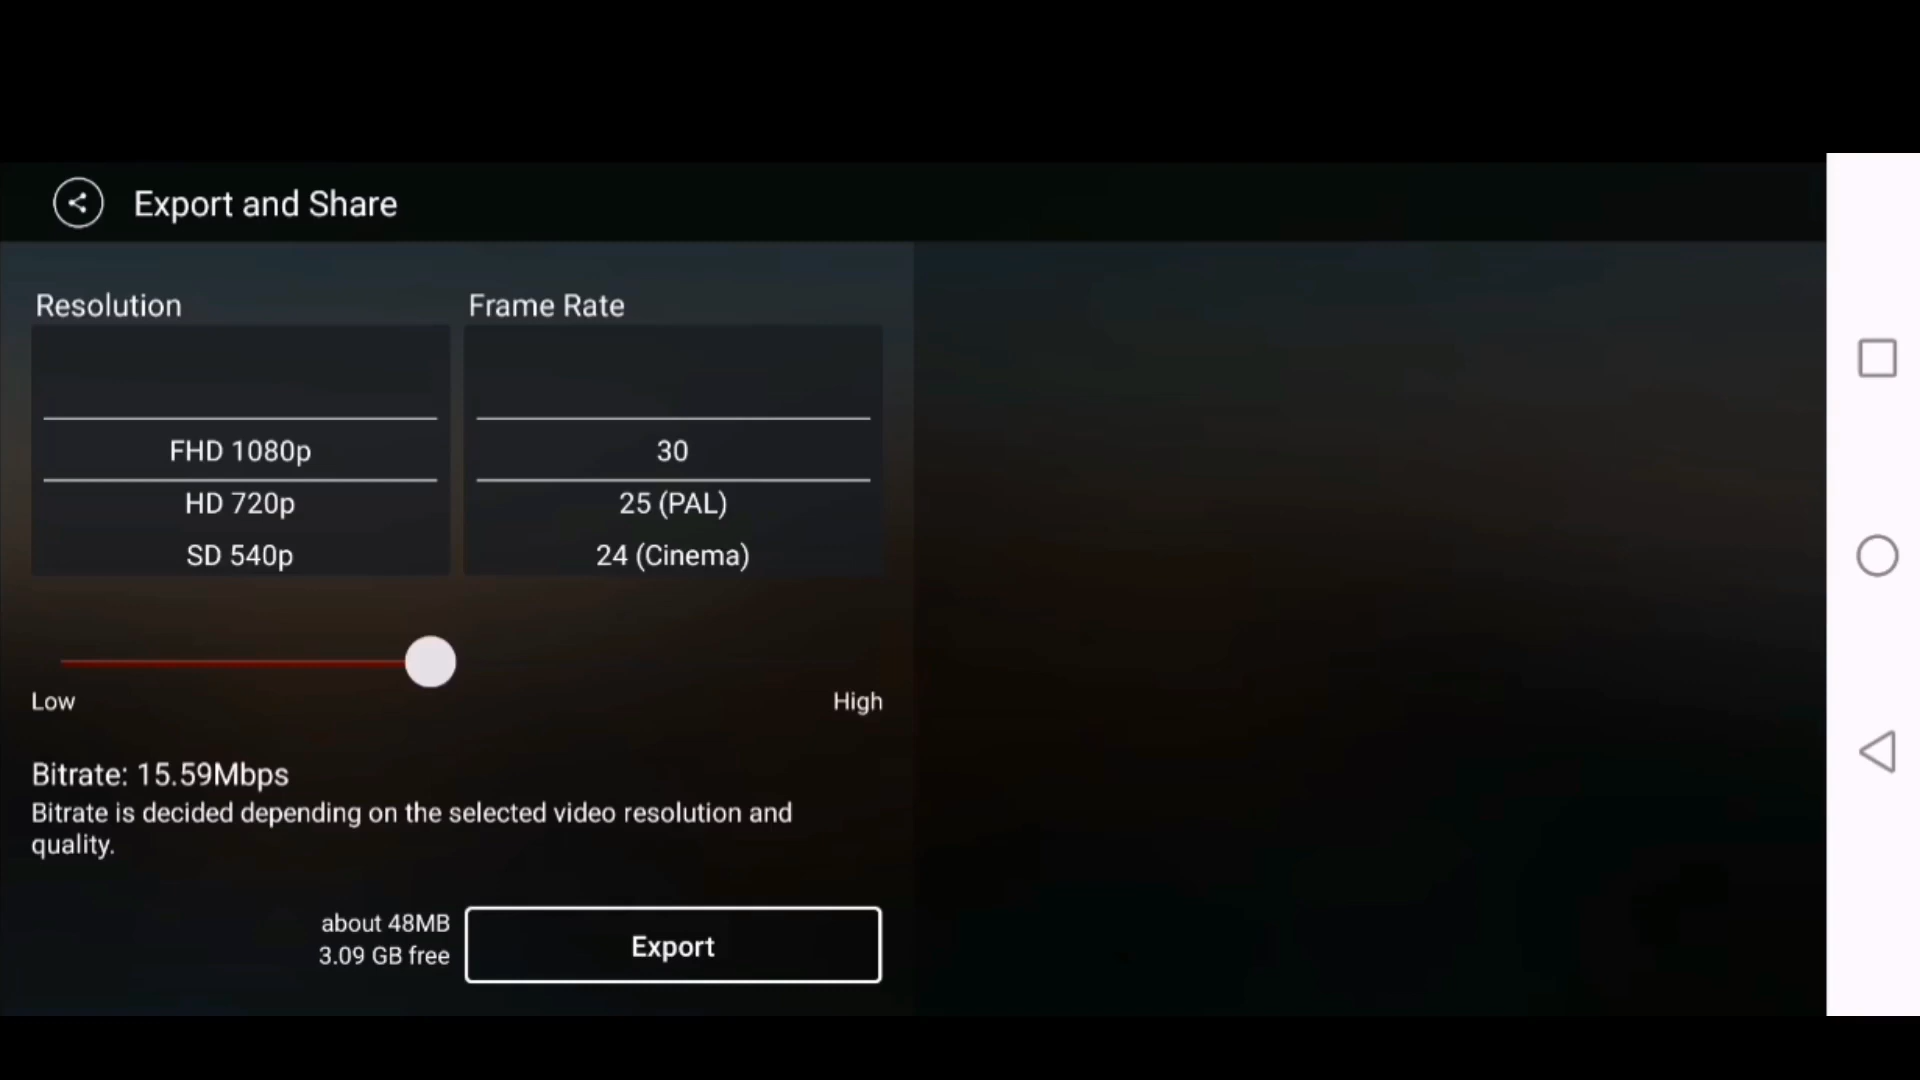 Export and Share
Resolution
Frame Rate
FHD 1080p
30
HD 720p
25 (PAL)
SD 540p
24 (Cinema)
Low
High
Bitrate: 15.59Mbps
Bitrate is decided depending on the selected video resolution and
quality.
about 48MB
3.09 GB free
Export